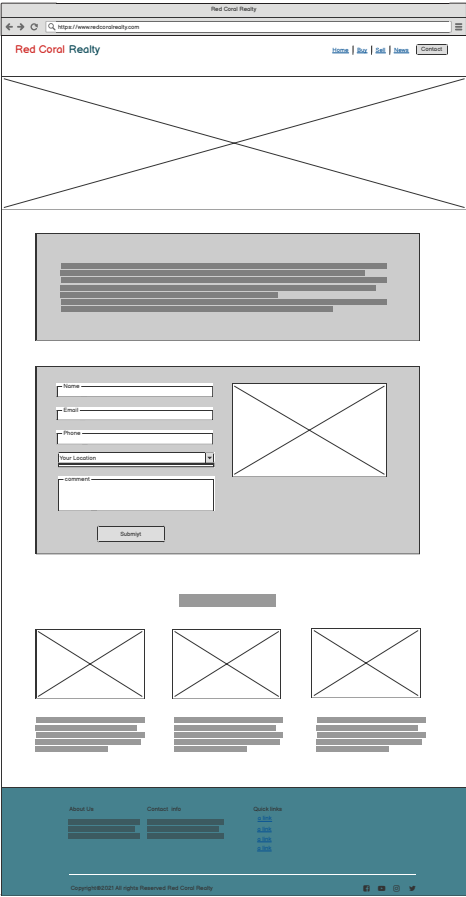 Red Coral Realty
https://www.redcoralrealty.com
Red Coral Realty
Home | Buy | Sell | News Contact
Name
Email
Phone
Your Location
comment
Submiyt
About Us Contact Info Quick links
a link
a link
a link
a link
Copyright©2021 All rights Reserved Red Coral Realty